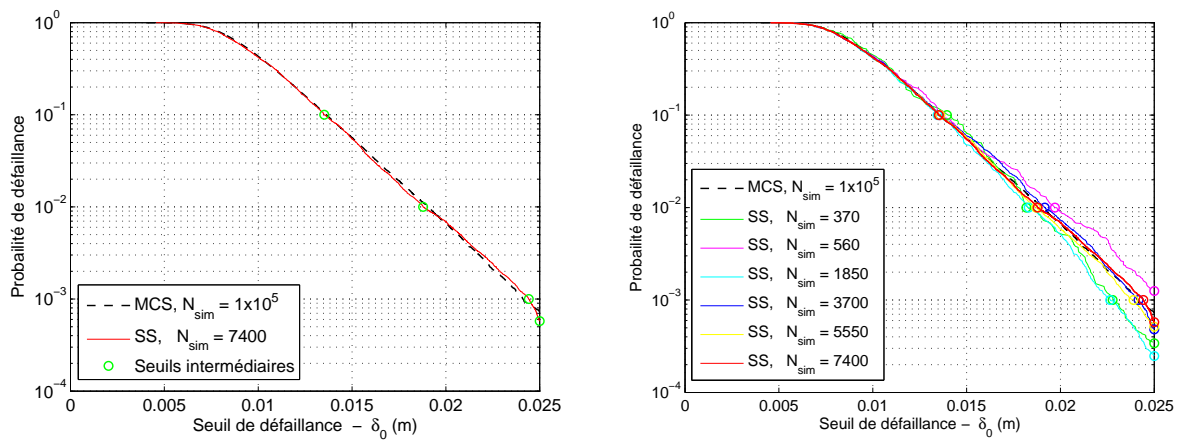 10^0
10^-1
10^-2
10^-3
10^-4
Probabilité de défaillance
MCS, N_sim = 1x10^5
SS, N_sim = 7400
Seuils intermédiaires
0 0.005 0.01 0.015 0.02 0.025
Seuil de défaillance − δ_0 (m)
10^0
10^-1
10^-2
10^-3
10^-4
Probabilité de défaillance
MCS, N_sim = 1x10^5
SS, N_sim = 370
SS, N_sim = 560
SS, N_sim = 1850
SS, N_sim = 3700
SS, N_sim = 5550
SS, N_sim = 7400
0 0.005 0.01 0.015 0.02 0.025
Seuil de défaillance − δ_0 (m)